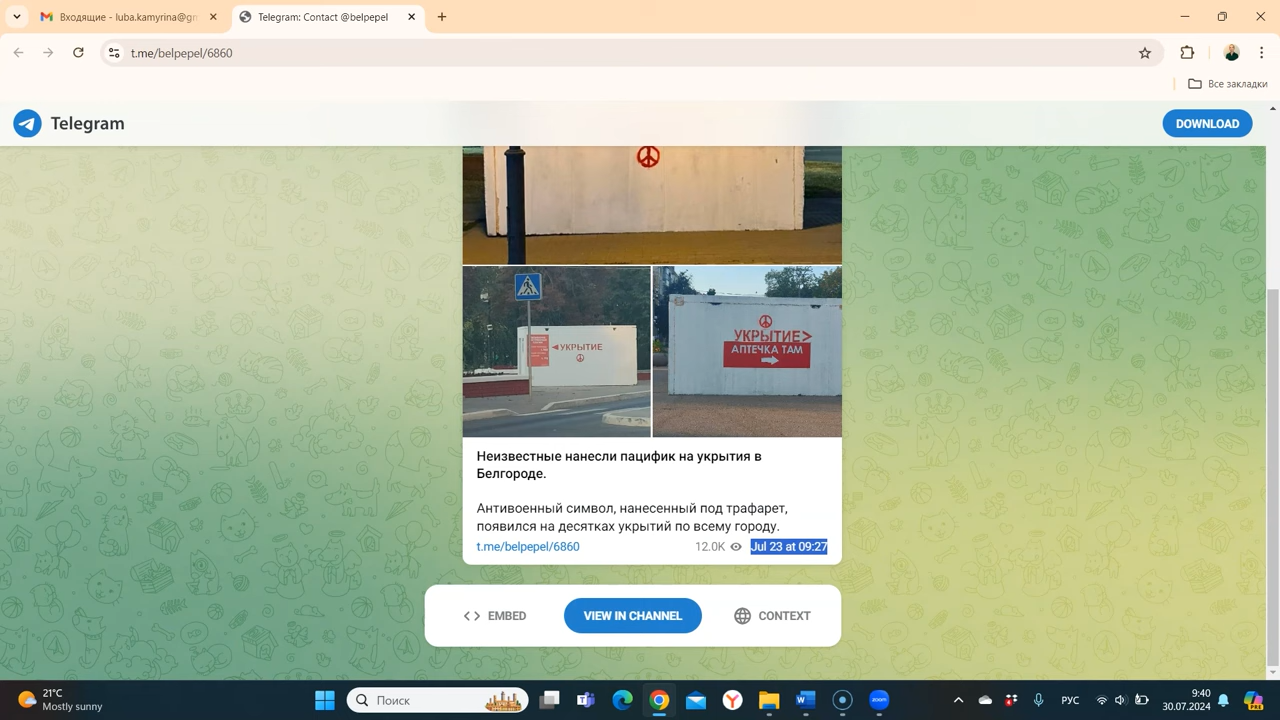 Входящие - luba.kamyrina@gr
Telegram: Contact @belpepel
t.me/belpepel/6860
Все закладки
Telegram
DOWNLOAD
УКРЫТИЕ
УКРЫТИЕ>
АПТЕЧКА ТАМ
Неизвестные нанесли пацифик на укрытия в
Белгороде.
Антивоенный символ, нанесенный под трафарет,
появился на десятках укрытий по всему городу.
t.me/belpepel/6860 12.0K Jul 23 at 09:27
EMBED
VIEW IN CHANNEL
CONTEXT
21°C
Mostly sunny
Поиск
РУС
9:40
30.07.2024